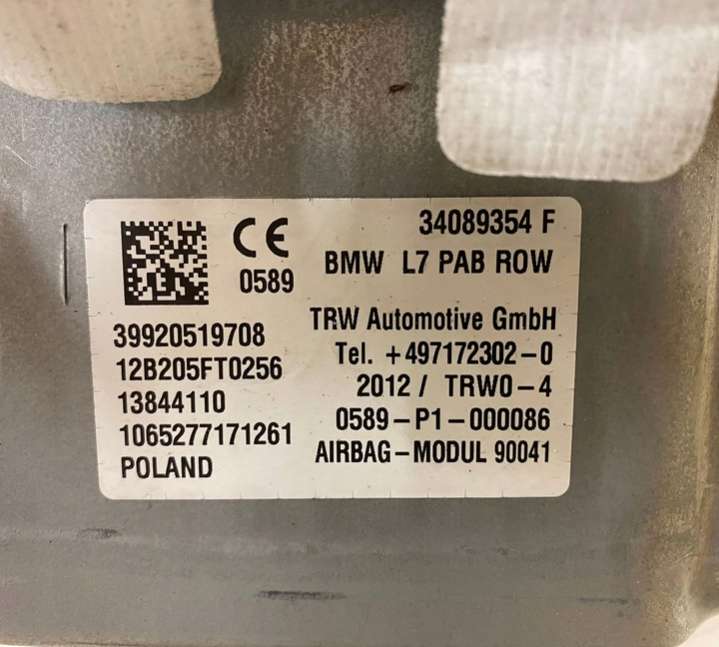 34089354 F
CE
0589
BMW L7 PAB ROW
39920519708
12B205FT0256
13844110
1065277171261
POLAND
TRW Automotive GmbH
Tel. +497172302-0
2012/ TRW0-4
0589-P1-000086
AIRBAG-MODUL 90041